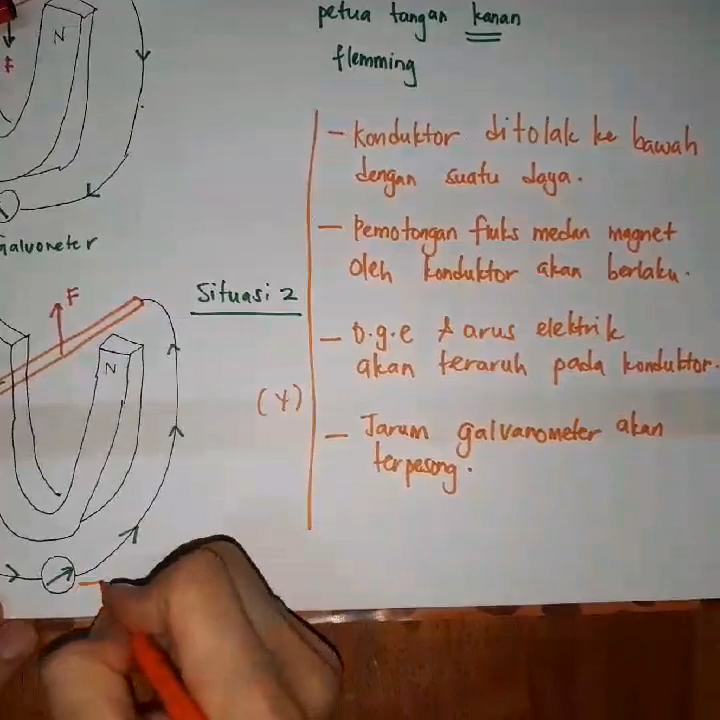 petua tangan kanan
flemming
N
F
- Konduktor ditolak ke bawah
dengan suatu daya.
- Pemotongan fluks medan magnet
oleh konduktor akan berlaku.
Galvometer
F
Situasi 2
- D.g.e & arus elektrik
akan teraruh pada konduktor.
N
(Y)
- Jarum galvanometer akan
terpesong.